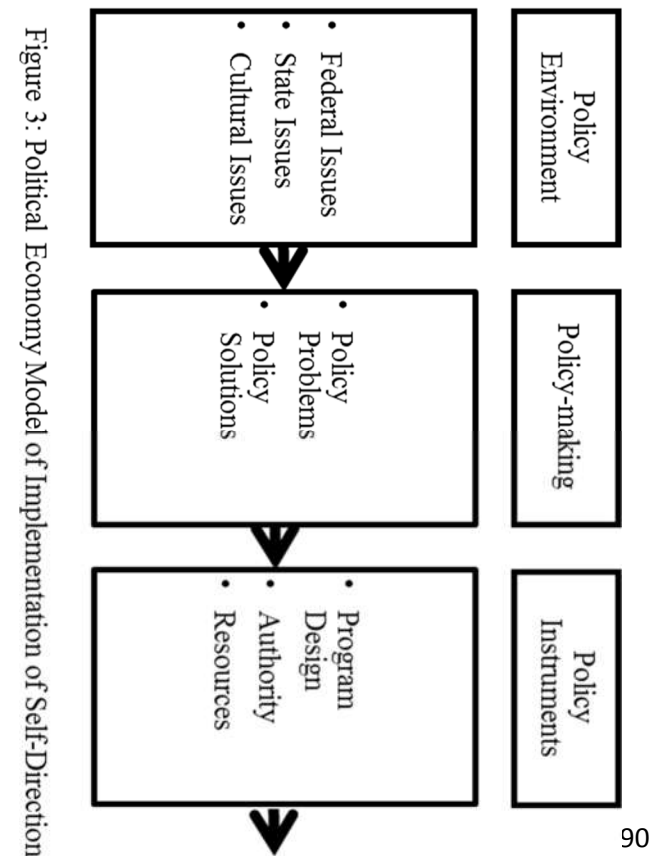 Policy
Environment
• Federal Issues
• State Issues
• Cultural Issues
Policy-making
• Policy
Problems
• Policy
Solutions
Policy
Instruments
• Program
Design
• Authority
• Resources
Figure 3: Political Economy Model of Implementation of Self-Direction
90